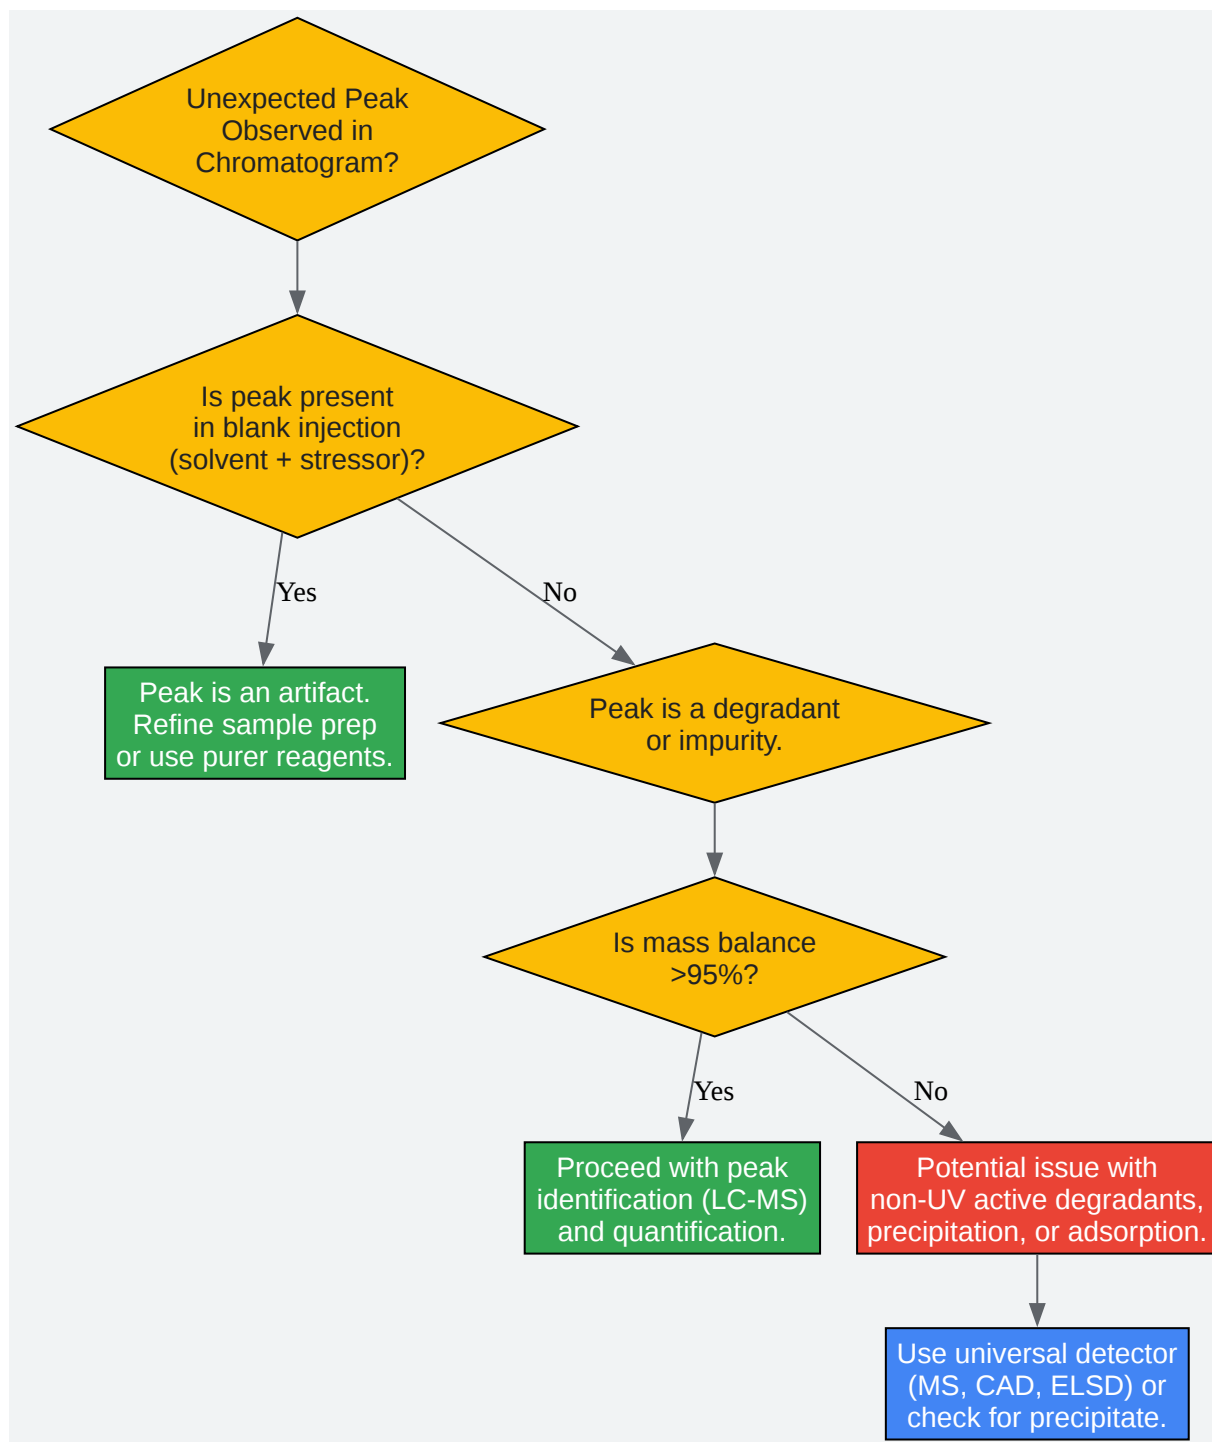 Unexpected Peak
Observed in
Chromatogram?
Is peak present
in blank injection
(solvent + stressor)?
Yes
No
Peak is an artifact.
Refine sample prep
or use purer reagents.
Peak is a degradant
or impurity.
Is mass balance
>95%?
Yes
No
Proceed with peak
identification (LC-MS)
and quantification.
Potential issue with
non-UV active degradants,
precipitation, or adsorption.
Use universal detector
(MS, CAD, ELSD) or
check for precipitate.